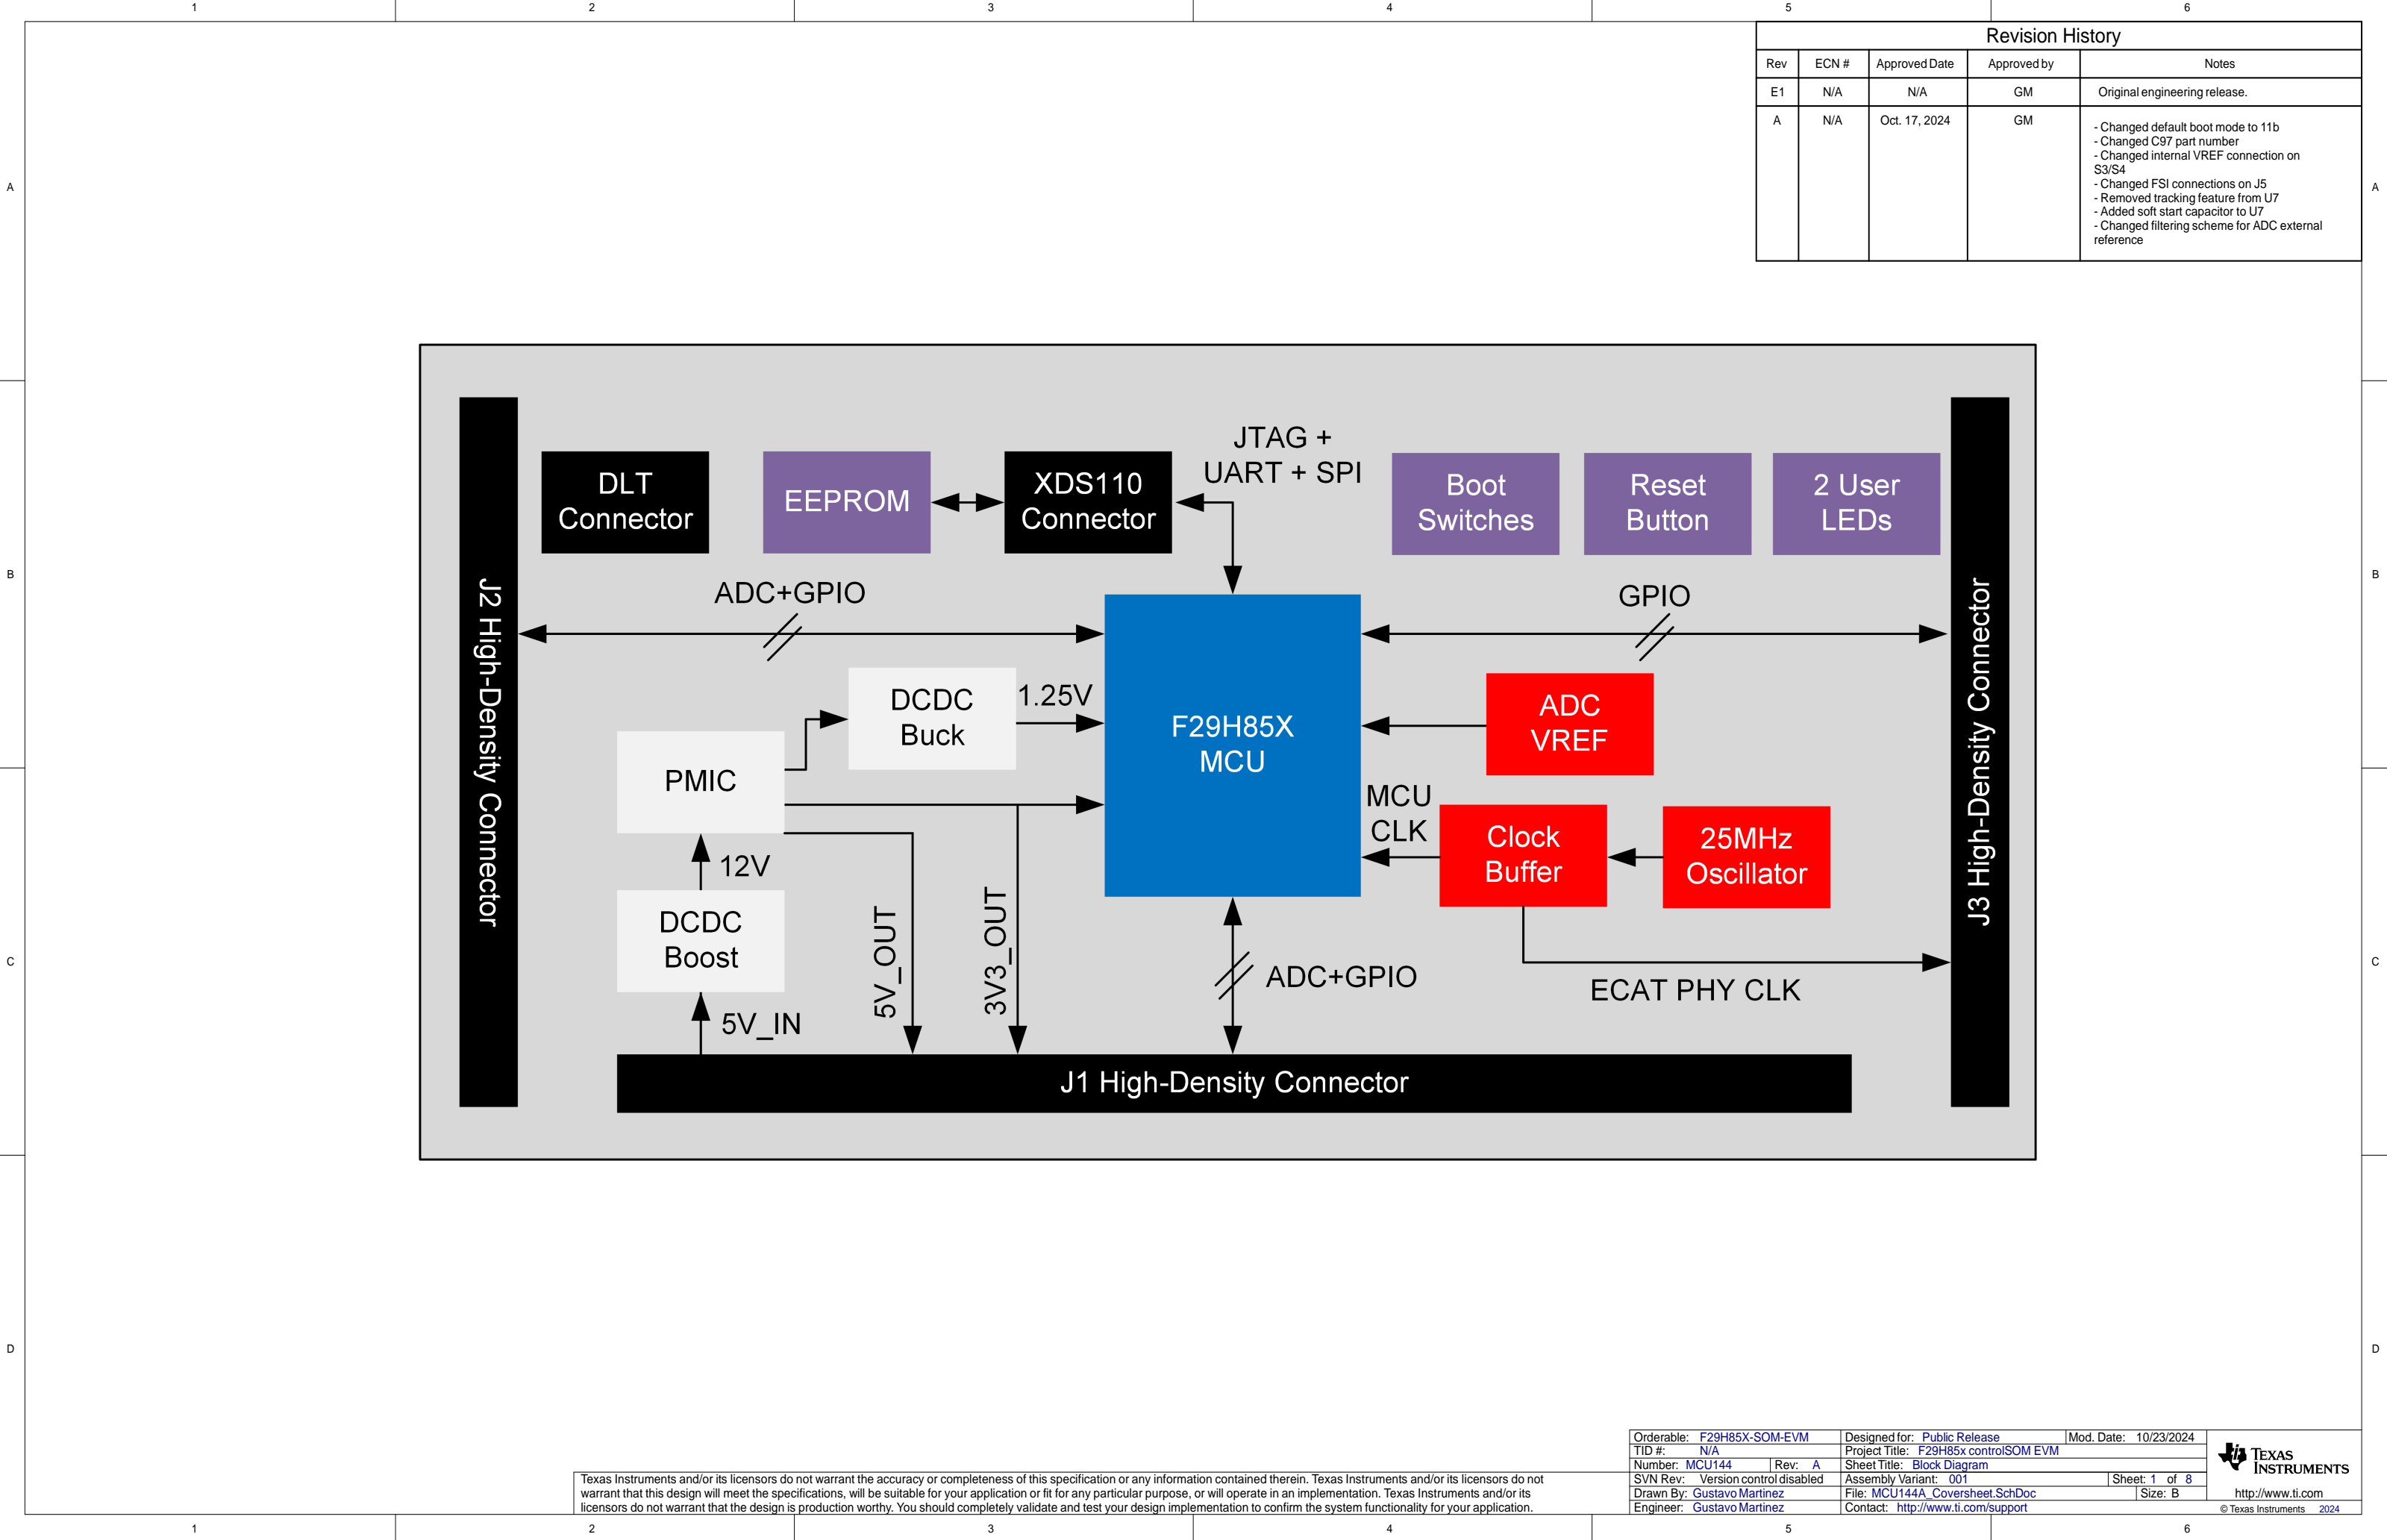 1 2 3 4 5 6
Revision History
Rev ECN # Approved Date Approved by Notes
E1 N/A N/A GM Original engineering release.
A N/A Oct. 17, 2024 GM - Changed default boot mode to 11b
- Changed C97 part number
- Changed internal VREF connection on
S3/S4
- Changed FSI connections on J5
- Removed tracking feature from U7
- Added soft start capacitor to U7
- Changed filtering scheme for ADC external
reference
A A
JTAG +
UART + SPI
DLT
Connector
EEPROM
XDS110
Connector
Boot
Switches
Reset
Button
2 User
LEDs
B B
J2 High-Density Connector
ADC+GPIO
GPIO
J3 High-Density Connector
DCDC
Buck
1.25V
F29H85X
MCU
ADC
VREF
PMIC
MCU
CLK
Clock
Buffer
25MHz
Oscillator
12V
DCDC
Boost
5V_OUT
3V3_OUT
ADC+GPIO
ECAT PHY CLK
C C
5V_IN
J1 High-Density Connector
D D
Texas Instruments and/or its licensors do not warrant the accuracy or completeness of this specification or any information contained therein. Texas Instruments and/or its licensors do not
warrant that this design will meet the specifications, will be suitable for your application or fit for any particular purpose, or will operate in an implementation. Texas Instruments and/or its
licensors do not warrant that the design is production worthy. You should completely validate and test your design implementation to confirm the system functionality for your application.
Orderable: F29H85X-SOM-EVM Designed for: Public Release Mod. Date: 10/23/2024
TID #: N/A Project Title: F29H85x controlSOM EVM
Number: MCU144 Rev: A Sheet Title: Block Diagram
SVN Rev: Version control disabled Assembly Variant: 001 Sheet: 1 of 8
Drawn By: Gustavo Martinez File: MCU144A_Coversheet.SchDoc Size: B
Engineer: Gustavo Martinez Contact: http://www.ti.com/support
TEXAS
INSTRUMENTS
http://www.ti.com
© Texas Instruments 2024
1 2 3 4 5 6